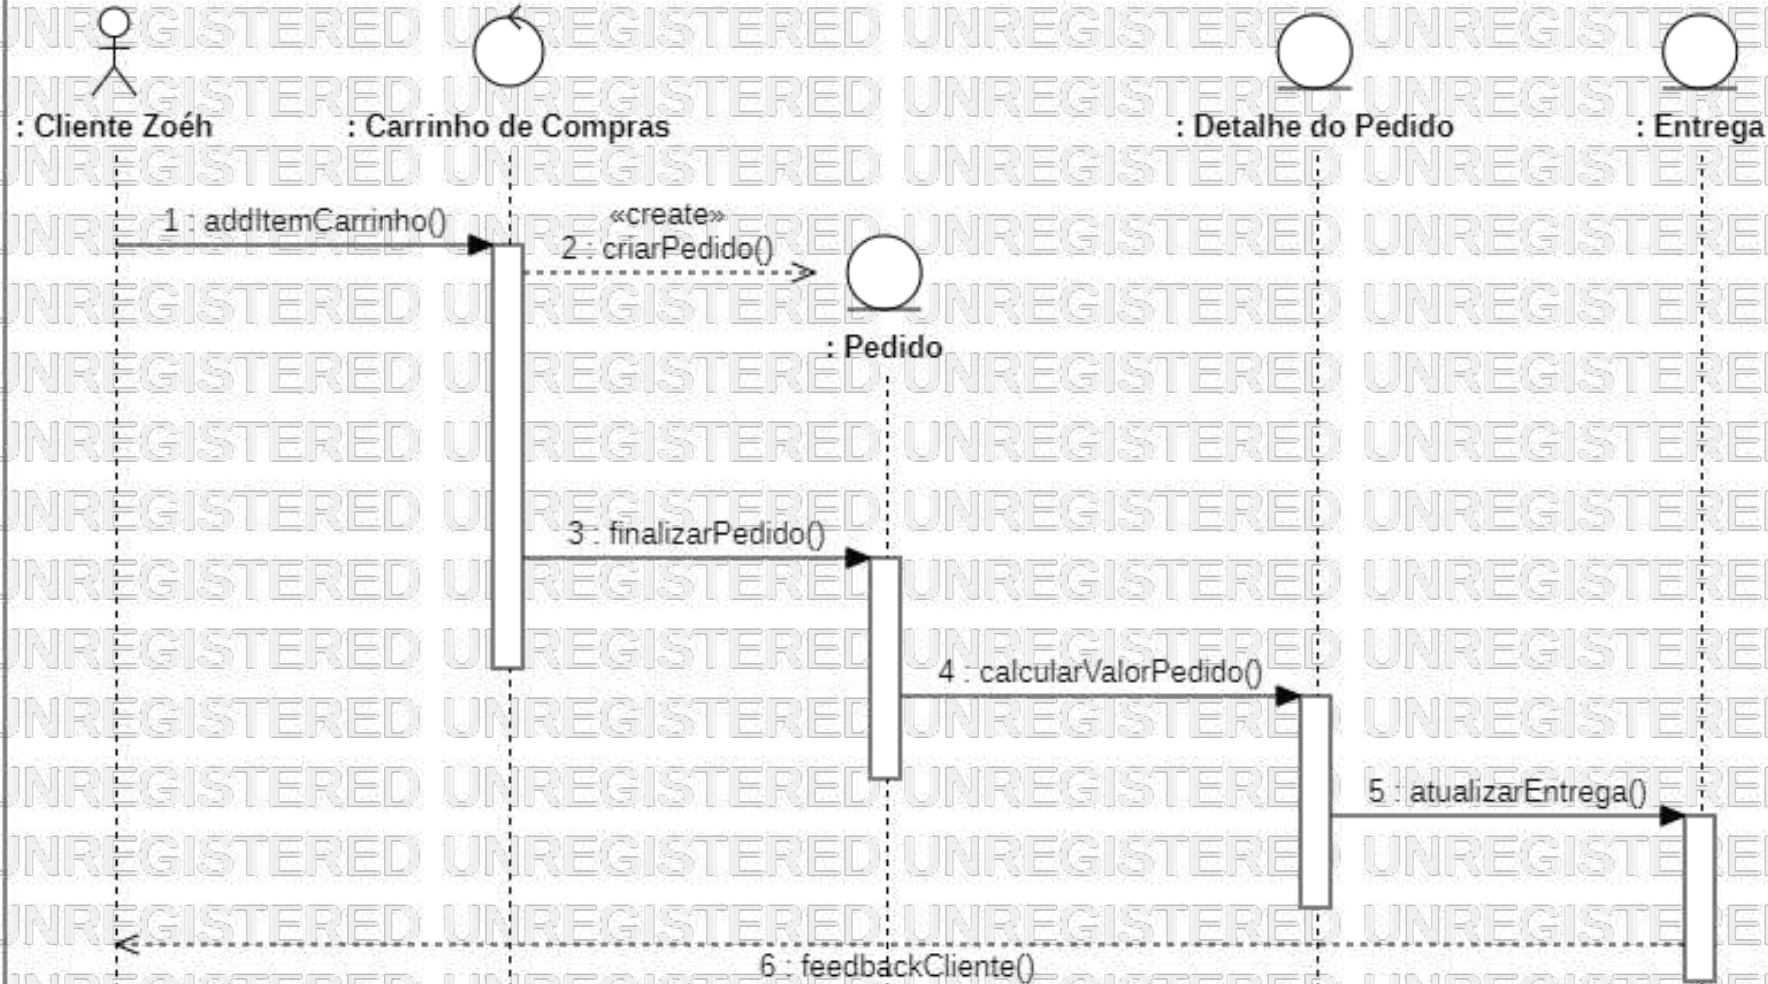 : Cliente Zoéh
: Carrinho de Compras
: Detalhe do Pedido
: Entrega
1 : addItemCarrinho()
«create»
2 : criarPedido()
: Pedido
3 : finalizarPedido()
4 : calcularValorPedido()
5 : atualizarEntrega()
6 : feedbackCliente()
UNREGISTERED